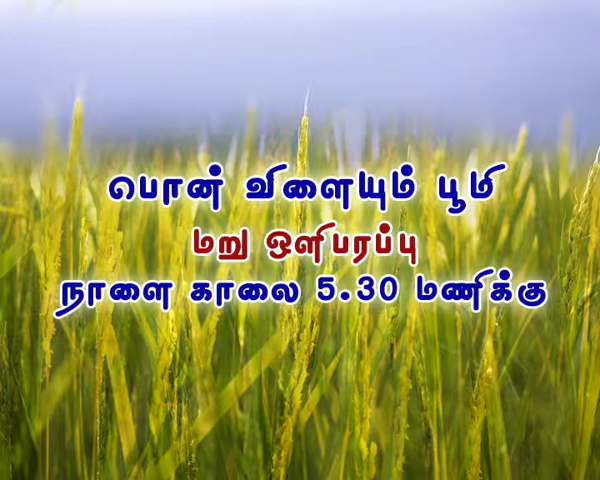 பொன் விளையும் பூமி
மறு ஒளிபரப்பு
நாளை காலை 5.30 மணிக்கு